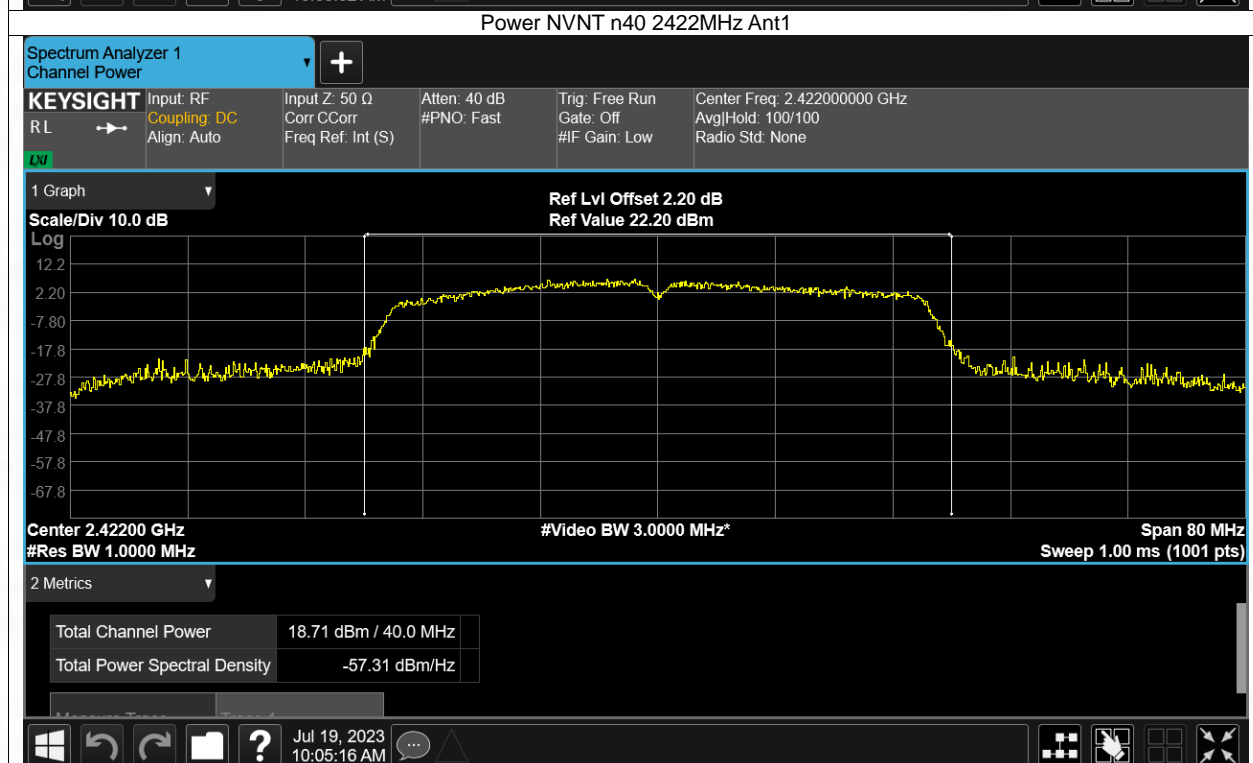 Power NVNT n40 2422MHz Ant1
Spectrum Analyzer 1
Channel Power
+
KEYSIGHT
R L
LXI
Input: RF
Coupling: DC
Align: Auto
Input Z: 50 Ω
Corr CCorr
Freq Ref: Int (S)
Atten: 40 dB
#PNO: Fast
Trig: Free Run
Gate: Off
#IF Gain: Low
Center Freq: 2.422000000 GHz
Avg|Hold: 100/100
Radio Std: None
1 Graph
Scale/Div 10.0 dB
Ref Lvl Offset 2.20 dB
Ref Value 22.20 dBm
Log
12.2
2.20
-7.80
-17.8
-27.8
-37.8
-47.8
-57.8
-67.8
Center 2.42200 GHz
#Video BW 3.0000 MHz*
Span 80 MHz
#Res BW 1.0000 MHz
Sweep 1.00 ms (1001 pts)
2 Metrics
Total Channel Power 18.71 dBm / 40.0 MHz
Total Power Spectral Density -57.31 dBm/Hz
?
Jul 19, 2023
10:05:16 AM